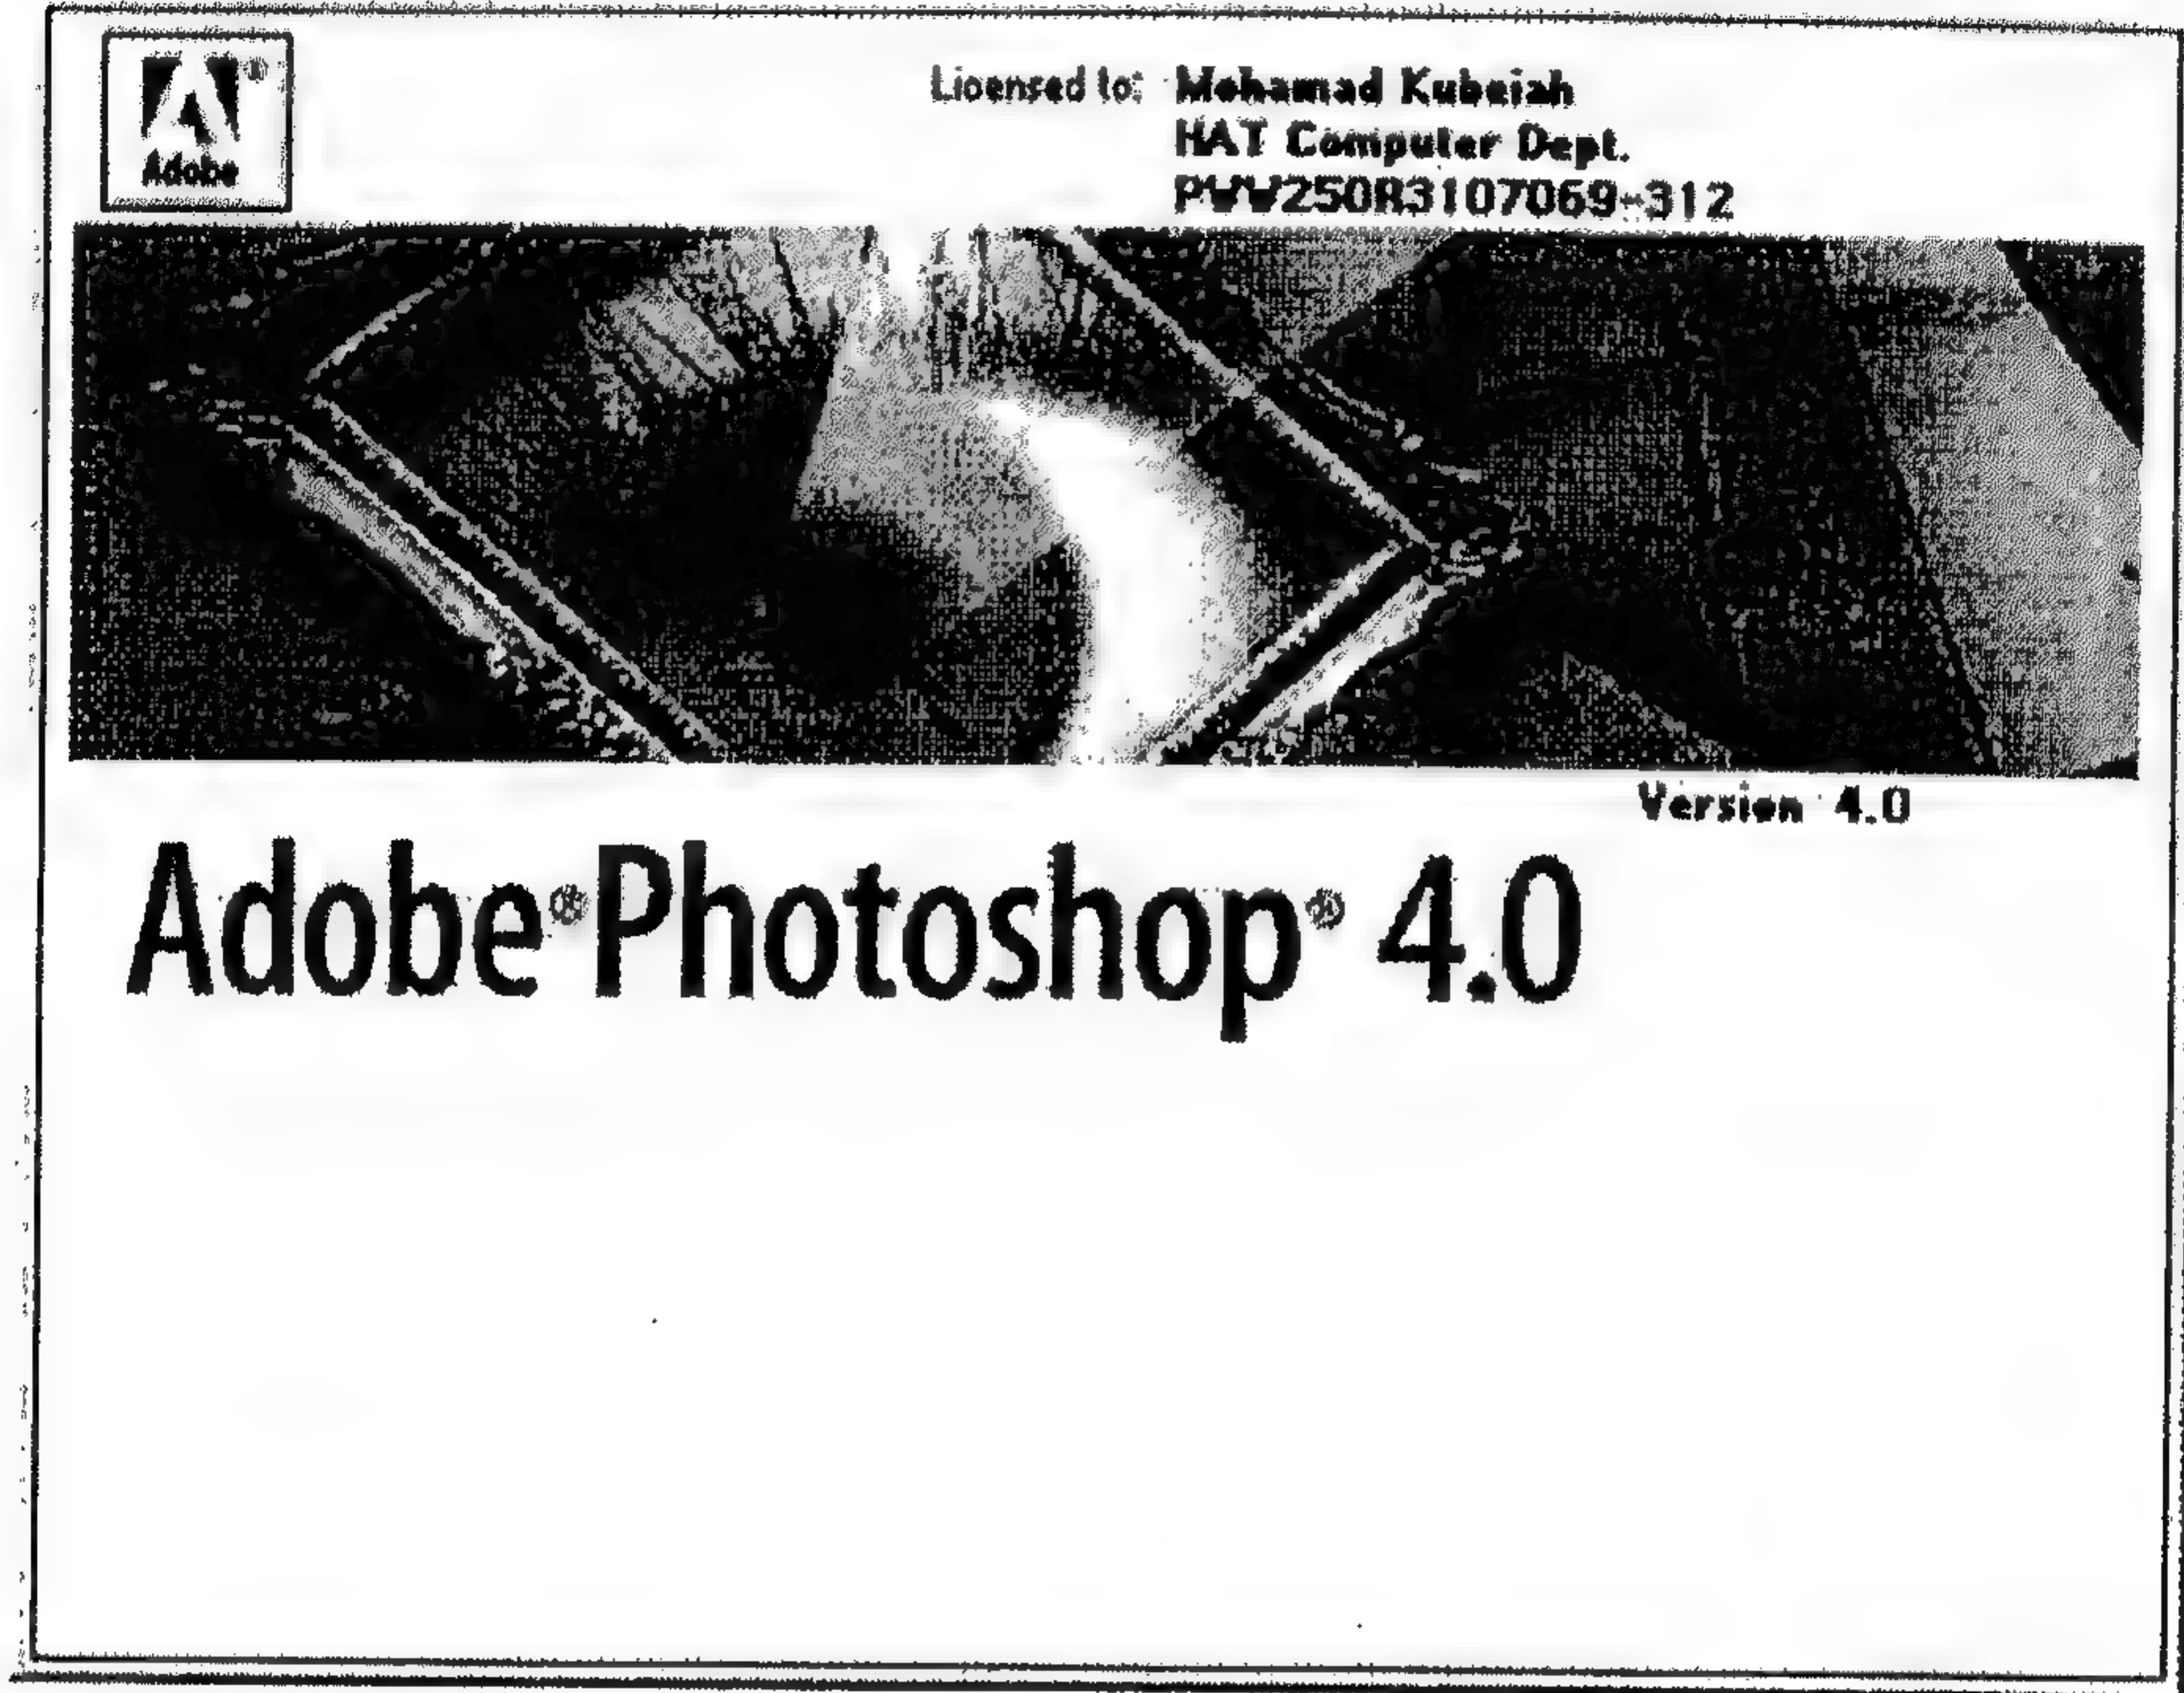 Adobe
Licensed to: Mohamad Kubeiah
HAT Computer Dept.
PWW250R3107069-312
Version 4.0
Adobe® Photoshop® 4.0